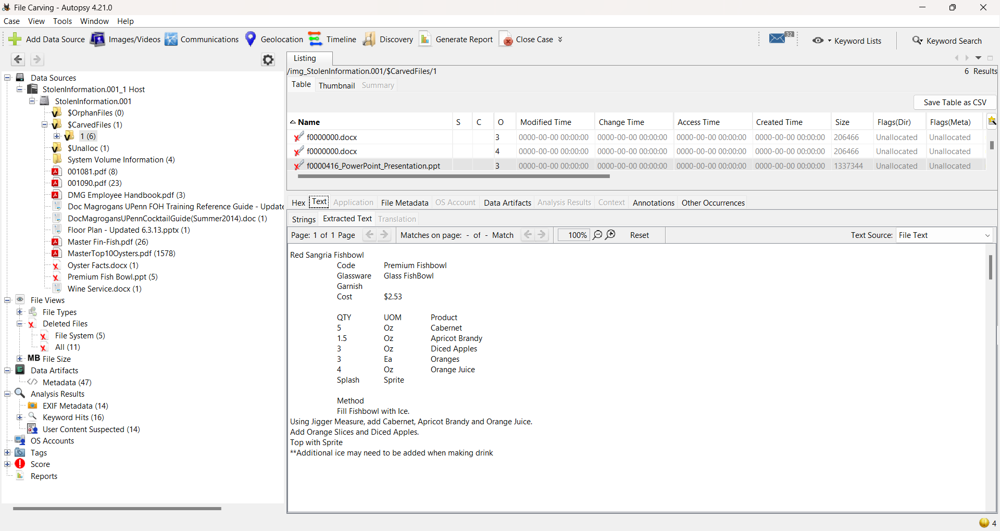 File Carving - Autopsy 4.21.0
Case View Tools Window Help
Add Data Source Images/Videos Communications Geolocation Timeline Discovery Generate Report Close Case 32 Keyword Lists Keyword Search
Data Sources
StolenInformation.001_1 Host
StolenInformation.001
$OrphanFiles (0)
$CarvedFiles (1)
1 (6)
$Unalloc (1)
System Volume Information (4)
001081.pdf (8)
001090.pdf (23)
DMG Employee Handbook.pdf (3)
Doc Magrogans UPenn FOH Training Reference Guide - Update
DocMagrogansUPennCocktailGuide(Summer2014).doc (1)
Floor Plan - Updated 6.3.13.pptx (1)
Master Fin-Fish.pdf (26)
MasterTop10Oysters.pdf (1578)
Oyster Facts.docx (1)
Premium Fish Bowl.ppt (5)
Wine Service.docx (1)
File Views
File Types
Deleted Files
File System (5)
All (11)
MB File Size
Data Artifacts
Metadata (47)
Analysis Results
EXIF Metadata (14)
Keyword Hits (16)
User Content Suspected (14)
OS Accounts
Tags
Score
Reports
Listing
/img_StolenInformation.001/$CarvedFiles/1 6 Results
Table Thumbnail Summary
Save Table as CSV
Name S C O Modified Time Change Time Access Time Created Time Size Flags(Dir) Flags(Meta)
f0000000.docx 3 0000-00-00 00:00:00 0000-00-00 00:00:00 0000-00-00 00:00:00 0000-00-00 00:00:00 206466 Unallocated Unallocated
f0000000.docx 4 0000-00-00 00:00:00 0000-00-00 00:00:00 0000-00-00 00:00:00 0000-00-00 00:00:00 206466 Unallocated Unallocated
f0000416_PowerPoint_Presentation.ppt 3 0000-00-00 00:00:00 0000-00-00 00:00:00 0000-00-00 00:00:00 0000-00-00 00:00:00 1337344 Unallocated Unallocated
Hex Text Application File Metadata OS Account Data Artifacts Analysis Results Context Annotations Other Occurrences
Strings Extracted Text Translation
Page: 1 of 1 Page Matches on page: - of - Match 100% Reset Text Source: File Text
Red Sangria Fishbowl
Code Premium Fishbowl
Glassware Glass FishBowl
Garnish
Cost $2.53
QTY UOM Product
5 Oz Cabernet
1.5 Oz Apricot Brandy
3 Oz Diced Apples
3 Ea Oranges
4 Oz Orange Juice
Splash Sprite
Method
Fill Fishbowl with Ice.
Using Jigger Measure, add Cabernet, Apricot Brandy and Orange Juice.
Add Orange Slices and Diced Apples.
Top with Sprite
**Additional ice may need to be added when making drink
4